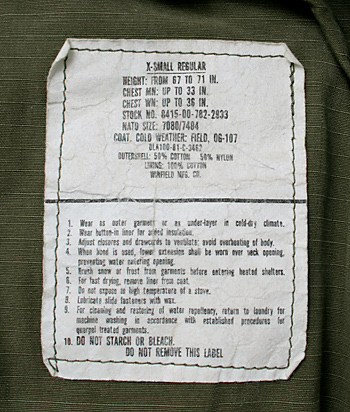 X-SMALL REGULAR
HEIGHT: FROM 67 TO 71 IN.
CHEST MN: UP TO 33 IN.
CHEST WN: UP TO 36 IN.
STOCK NO. 8415-00-782-2933
NATO SIZE: 7080/7484
COAT, COLD WEATHER: FIELD, OG-107
DLA100-81-C-3462
OUTERSHELL: 50% COTTON 50% NYLON
LINING: 100% COTTON
WINFIELD MFG. CO.
1. Wear as outer garment or as under-layer in cold-dry climate.
2. Wear button-in liner for added insulation.
3. Adjust closures and drawcords to ventilate; avoid overheating of body.
4. When hood is used, lower extension shall be worn over neck opening,
preventing water entering opening.
5. Brush snow or frost from garments before entering heated shelters.
6. For fast drying, remove liner from coat.
7. Do not expose to high temperature of a stove.
8. Lubricate slide fasteners with wax.
9. For cleaning and restoring of water repellency, return to laundry for
machine washing in accordance with established procedures for
quarpel treated garments.
10. DO NOT STARCH OR BLEACH.
DO NOT REMOVE THIS LABEL